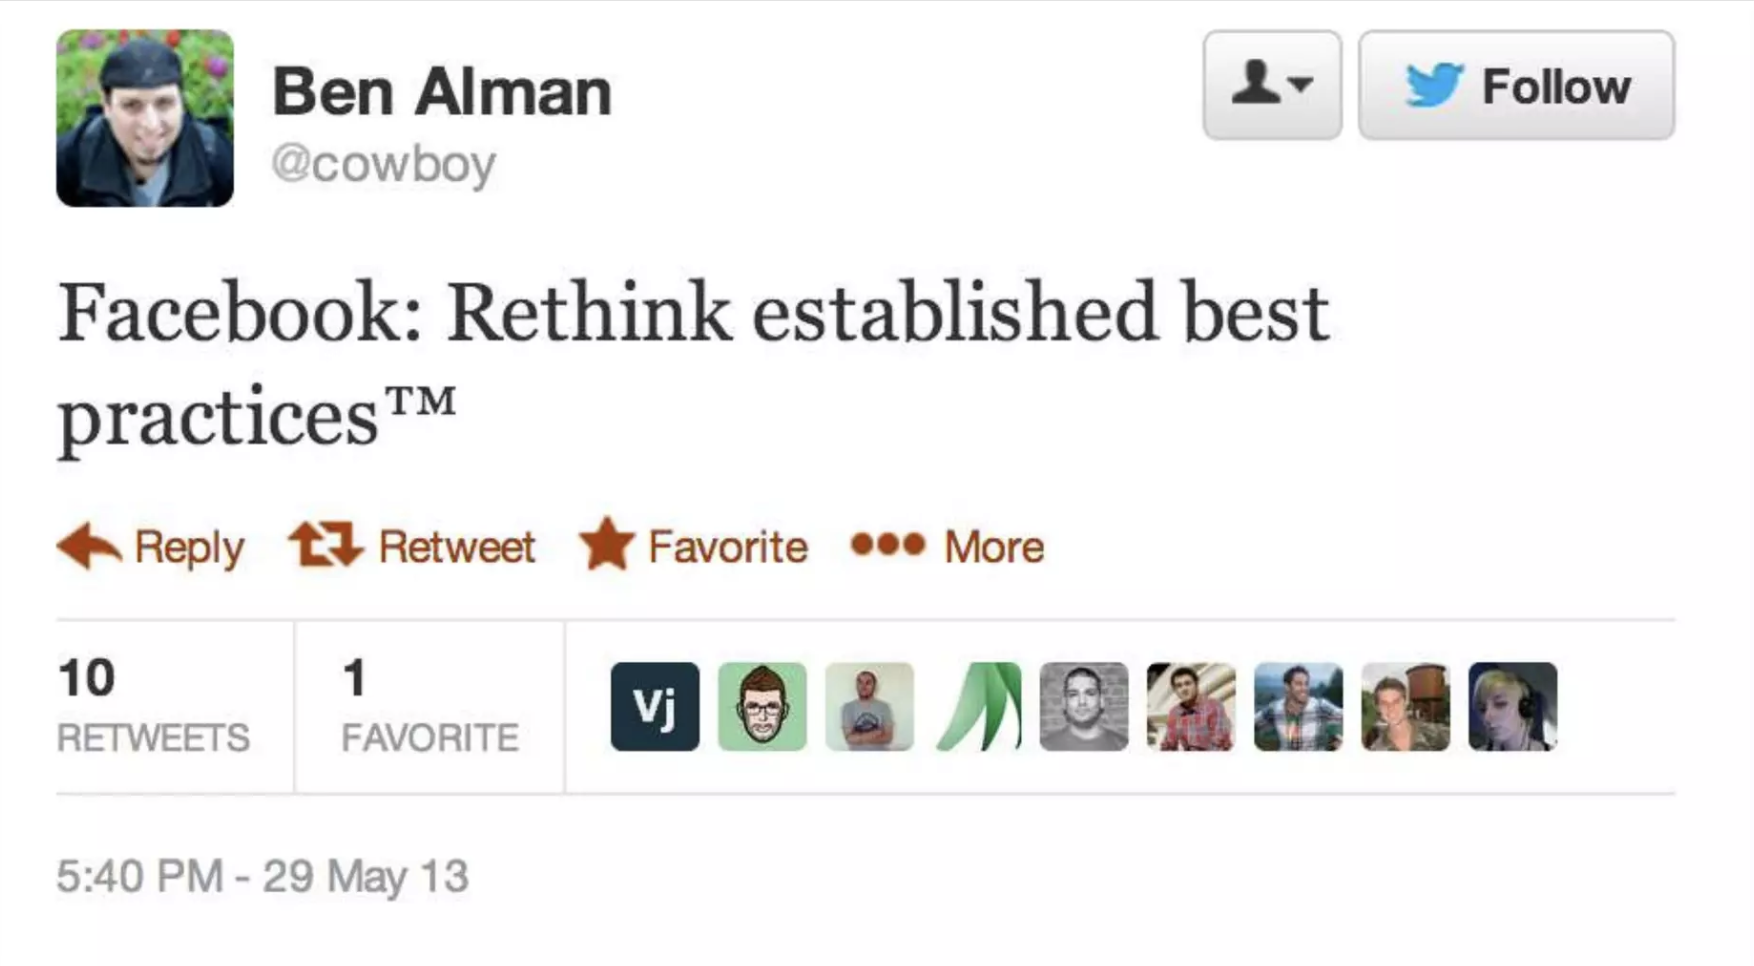 Ben Alman
@cowboy
Follow
Facebook: Rethink established best
practices™
Reply Retweet Favorite More
10 RETWEETS
1 FAVORITE
Vj
5:40 PM - 29 May 13